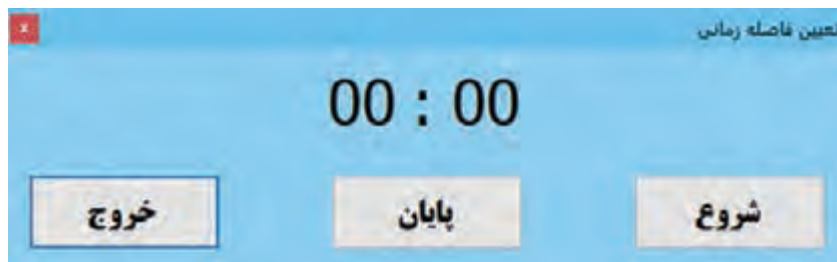 تعیین فاصله زمانی
x
00 : 00
شروع
پایان
خروج